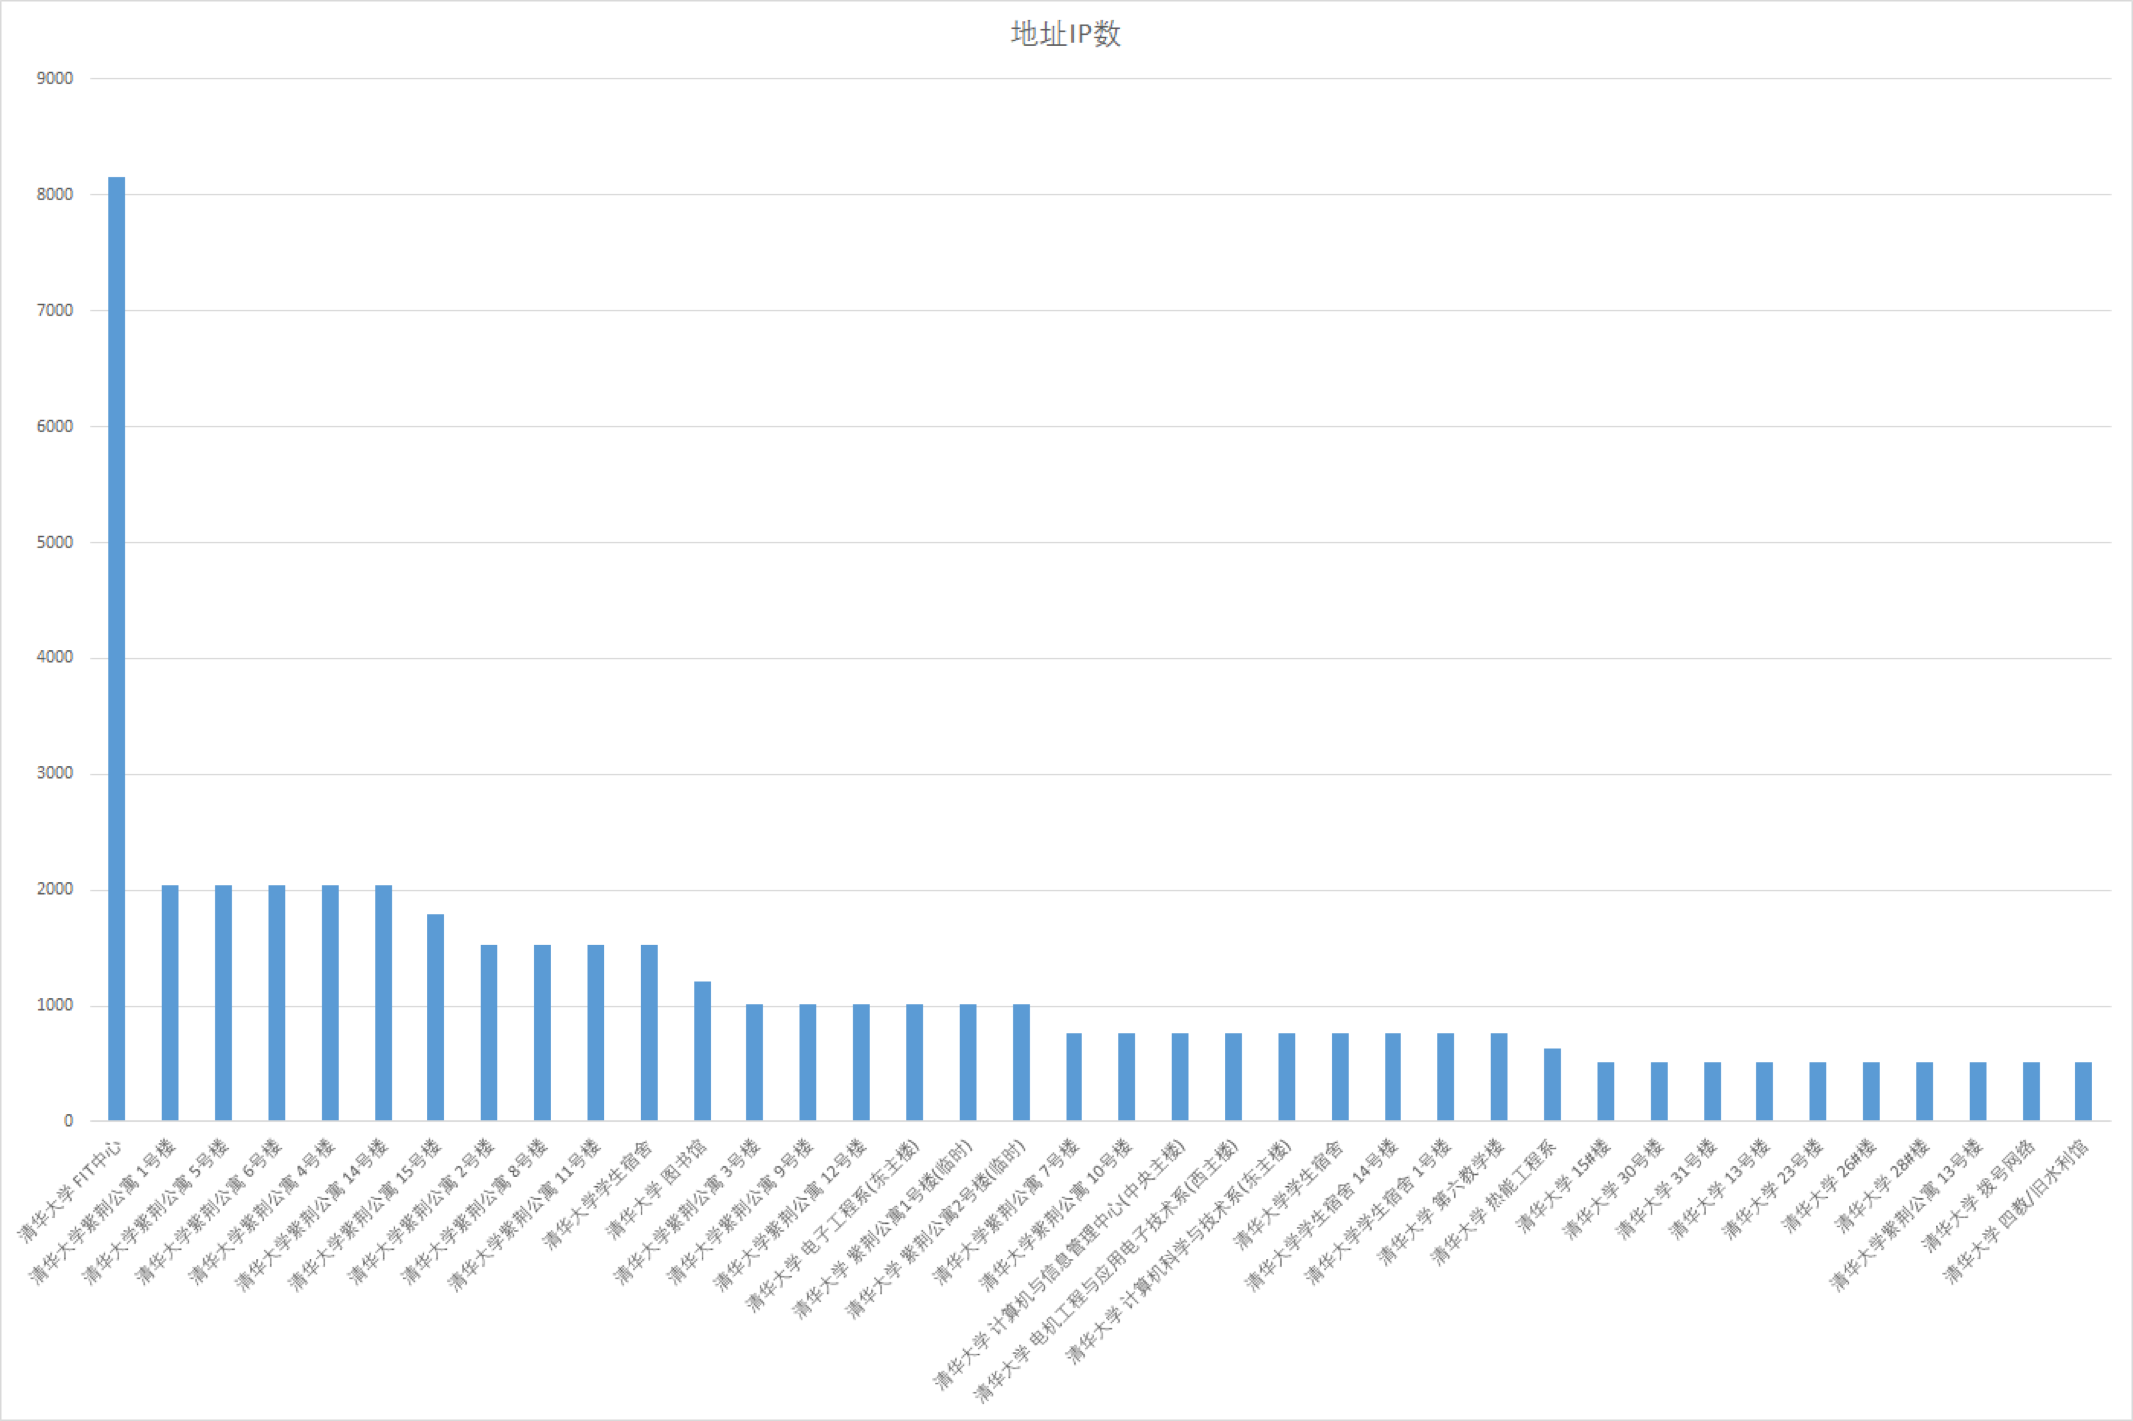 地址IP数
9000
8000
7000
6000
5000
4000
3000
2000
1000
0
清华大学 FIT中心
清华大学紫荆公寓 1号楼
清华大学紫荆公寓 5号楼
清华大学紫荆公寓 6号楼
清华大学紫荆公寓 4号楼
清华大学紫荆公寓 14号楼
清华大学紫荆公寓 15号楼
清华大学紫荆公寓 2号楼
清华大学紫荆公寓 8号楼
清华大学紫荆公寓 11号楼
清华大学学生宿舍
清华大学 图书馆
清华大学紫荆公寓 3号楼
清华大学紫荆公寓 9号楼
清华大学紫荆公寓 12号楼
清华大学 电子工程系(东主楼)
清华大学 紫荆公寓1号楼(临时)
清华大学 紫荆公寓2号楼(临时)
清华大学紫荆公寓 7号楼
清华大学紫荆公寓 10号楼
清华大学 计算机与信息管理中心(中央主楼)
清华大学 电机工程与应用电子技术系(西主楼)
清华大学 计算机科学与技术系(东主楼)
清华大学学生宿舍
清华大学学生宿舍 14号楼
清华大学学生宿舍 1号楼
清华大学 第六教学楼
清华大学 热能工程系
清华大学 15#楼
清华大学 30号楼
清华大学 31号楼
清华大学 13号楼
清华大学 23号楼
清华大学 26#楼
清华大学 28#楼
清华大学紫荆公寓 13号楼
清华大学 拨号网络
清华大学 四教/旧水利馆